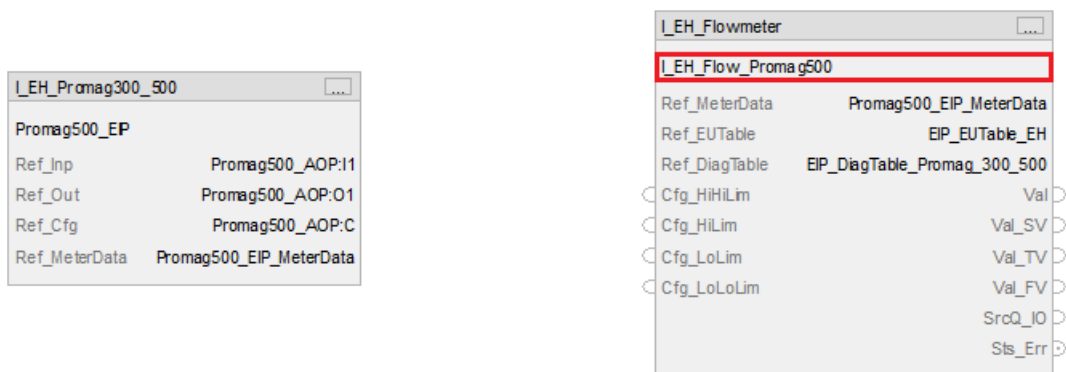 I_EH_Promag300_500 ...
Promag500_EIP
Ref_Inp Promag500_AOP:I1
Ref_Out Promag500_AOP:O1
Ref_Cfg Promag500_AOP:C
Ref_MeterData Promag500_EIP_MeterData
I_EH_Flowmeter ...
I_EH_Flow_Promag500
Ref_MeterData Promag500_EIP_MeterData
Ref_EUTable EIP_EUTable_EH
Ref_DiagTable EIP_DiagTable_Promag_300_500
Cfg_HiHiLim Val
Cfg_HiLim Val_SV
Cfg_LoLim Val_TV
Cfg_LoLoLim Val_FV
SrcQ_IO
Sts_Err